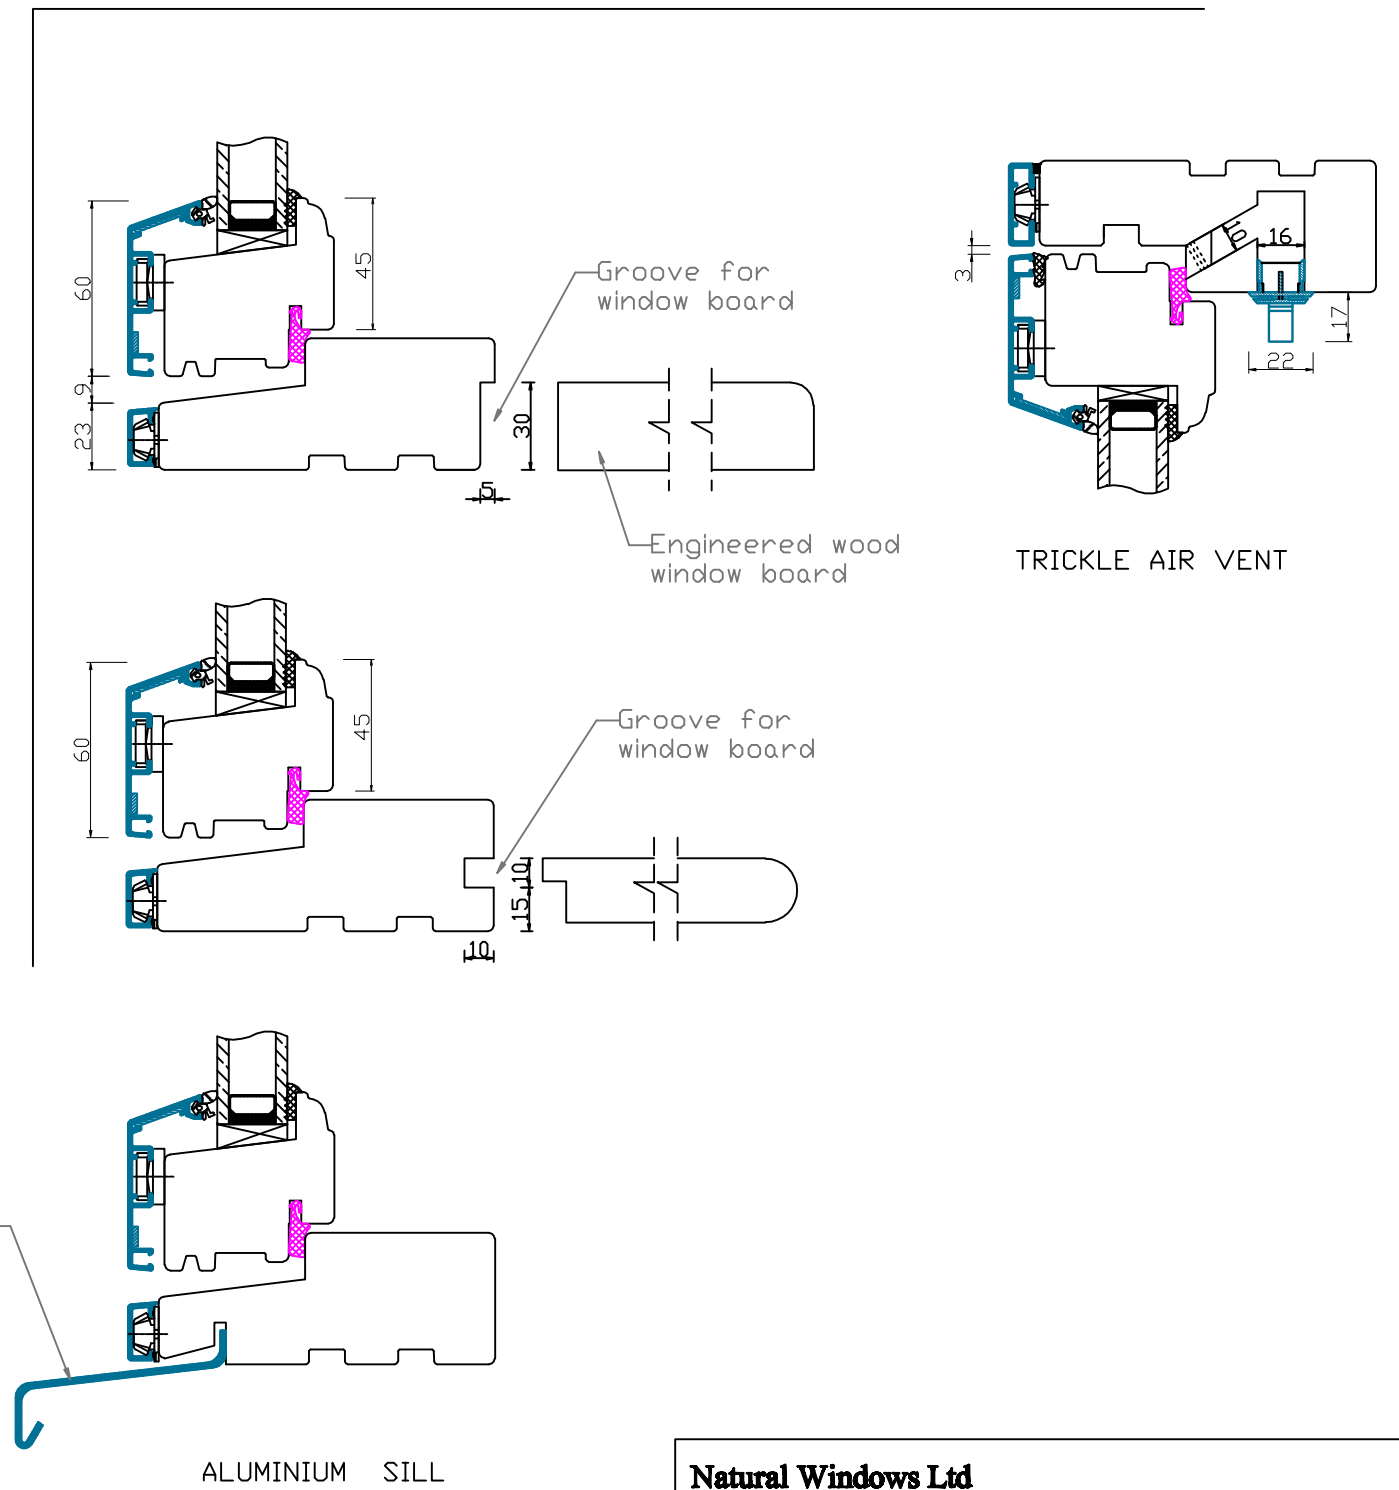 60
45
9
23
Groove for
window board
30
5
Engineered wood
window board
3
10
16
17
22
TRICKLE AIR VENT
60
45
Groove for
window board
10
15
10
ALUMINIUM SILL
Natural Windows Ltd